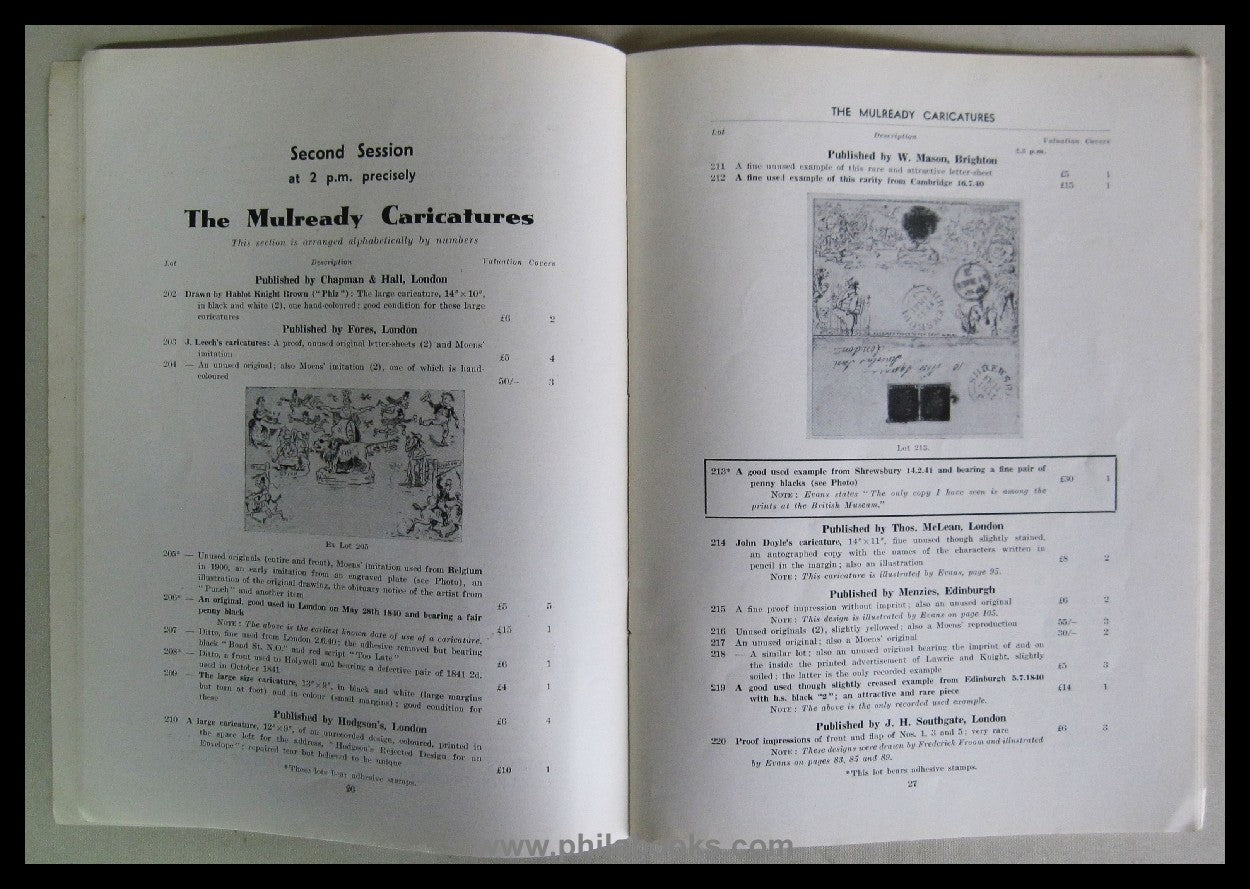 Second Session
at 2 p.m. precisely
The Mulready Caricatures
This section is arranged alphabetically by numbers
Lot Description Valuation Covers
Published by Chapman & Hall, London
202 Drawn by Hablot Knight Brown ("Phiz"): The large caricature, 14"×10",
in black and white (2), one hand-coloured; good condition for these large
caricatures £6 2
Published by Fores, London
203 J. Leech's caricatures: A proof, unused original letter-sheets (2) and Moens'
imitation £5 4
204 — An unused original; also Moens' imitation (2), one of which is hand-
coloured 50/- 3
Ex Lot 205
205* — Unused originals (entire and front), Moens' imitation used from Belgium
in 1900, an early imitation from an engraved plate (see Photo), an
illustration of the original drawing, the obituary notice of the artist from
"Punch" and another item £5 5
206* — An original, good used in London on May 28th 1840 and bearing a fair
penny black £15 1
NOTE: The above is the earliest known date of use of a caricature.
207 — Ditto, fine used from London 2.6.40; the adhesive removed but bearing
black "Bond St. N.O." and red script "Too Late" £6 1
208* — Ditto, a front used to Holywell and bearing a defective pair of 1841 2d.
used in October 1841 £4 1
209 — The large size caricature, 12"×9", in black and white (large margins
but torn at foot) and in colour (small margins); good condition for
these £6 4
Published by Hodgson's, London
210 A large caricature, 12"×9", of an unrecorded design, coloured, printed in
the space left for the address, "Hodgson's Rejected Design for an
Envelope"; repaired tear but believed to be unique £10 1
*These lots bear adhesive stamps.
26
THE MULREADY CARICATURES
Lot Description Valuation Covers
Published by W. Mason, Brighton
211 A fine unused example of this rare and attractive letter-sheet £5 1
212 A fine used example of this rarity from Cambridge 16.7.40 £15 1
Lot 213.
213* A good used example from Shrewsbury 14.2.41 and bearing a fine pair of
penny blacks (see Photo) £30 1
NOTE: Evans states "The only copy I have seen is among the
prints at the British Museum."
Published by Thos. McLean, London
214 John Doyle's caricature, 14"×11", fine unused though slightly stained,
an autographed copy with the names of the characters written in
pencil in the margin; also an illustration £8 2
NOTE: This caricature is illustrated by Evans, page 95.
Published by Menzies, Edinburgh
215 A fine proof impression without imprint; also an unused original £6 2
NOTE: This design is illustrated by Evans on page 105.
216 Unused originals (2), slightly yellowed; also a Moens' reproduction 55/- 3
217 An unused original; also a Moens' original 30/- 2
218 — A similar lot; also an unused original bearing the imprint of and on
the inside the printed advertisement of Lawrie and Knight, slightly
soiled; the latter is the only recorded example £5 3
219 A good used though slightly creased example from Edinburgh 5.7.1840
with h.s. black "2"; an attractive and rare piece £14 1
NOTE: The above is the only recorded used example.
Published by J. H. Southgate, London
220 Proof impressions of front and flap of Nos. 1, 3 and 5; very rare £6 3
NOTE: These designs were drawn by Frederick Froom and illustrated
by Evans on pages 83, 85 and 89.
*This lot bears adhesive stamps.
27
www.philabooks.com